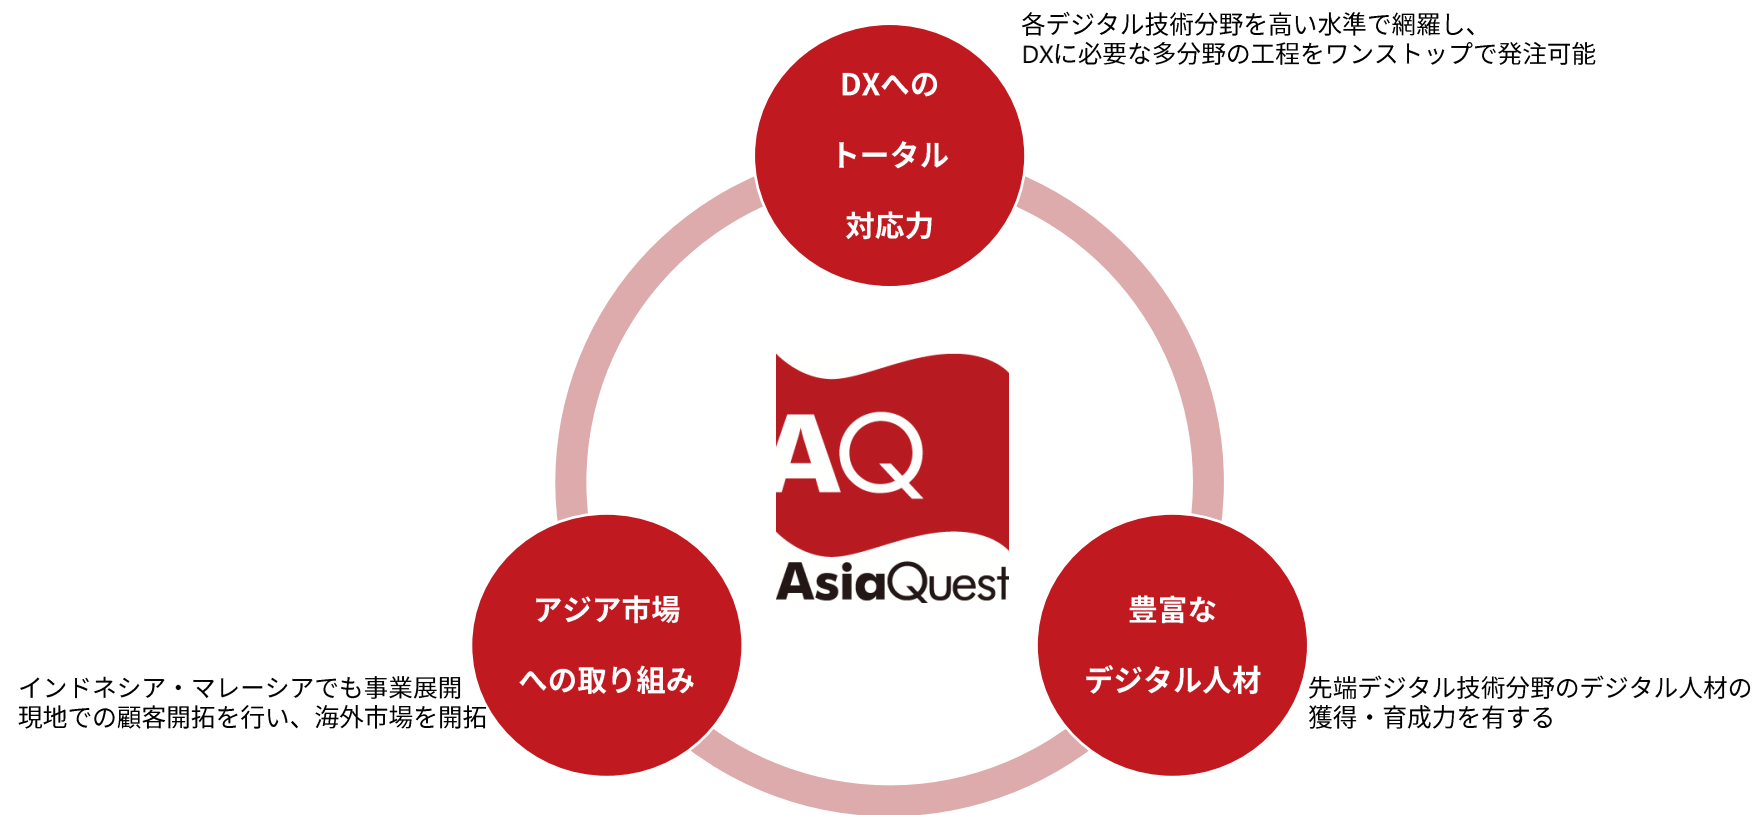 各デジタル技術分野を高い水準で網羅し、
DXに必要な多分野の工程をワンストップで発注可能
DXへの
トータル
対応力
AQ
AsiaQuest
アジア市場
への取り組み
インドネシア・マレーシアでも事業展開
現地での顧客開拓を行い、海外市場を開拓
豊富な
デジタル人材
先端デジタル技術分野のデジタル人材の
獲得・育成力を有する